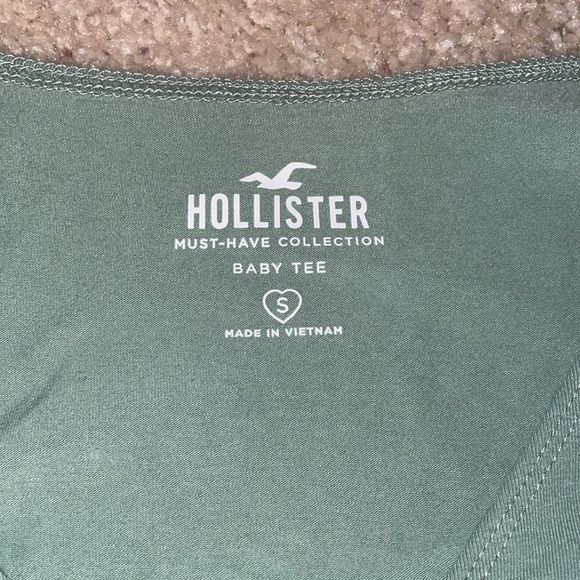 HOLLISTER
MUST-HAVE COLLECTION
BABY TEE
S
MADE IN VIETNAM